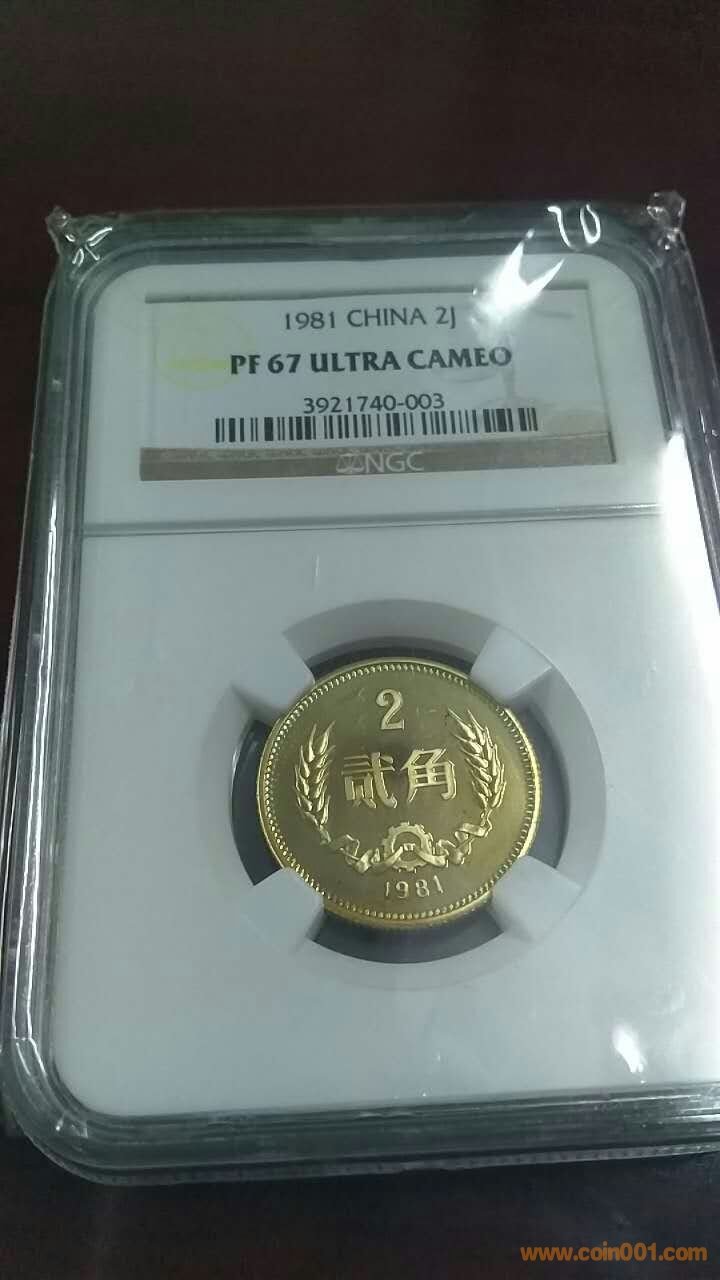 1981 CHINA 2J
PF 67 ULTRA CAMEO
3921740-003
NGC
2
贰角
1981
www.coin001.com